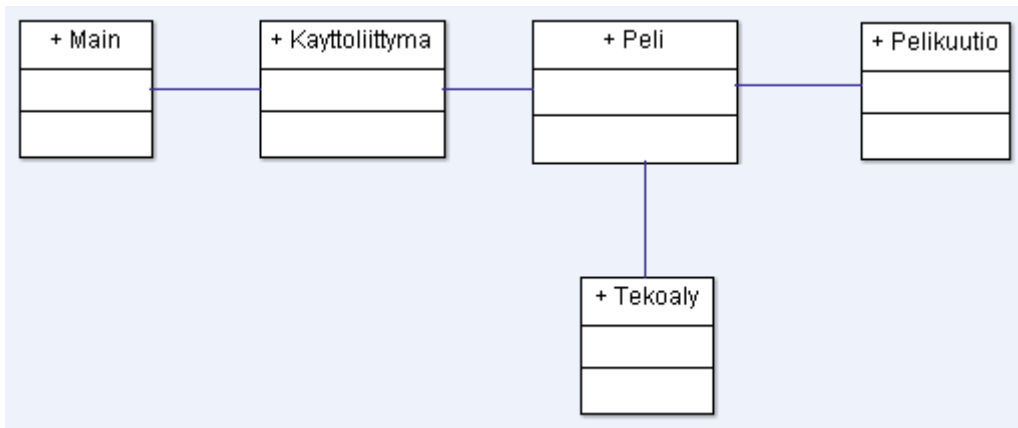 + Main
+ Kayttoliittyma
+ Peli
+ Pelikuutio
+ Tekoaly